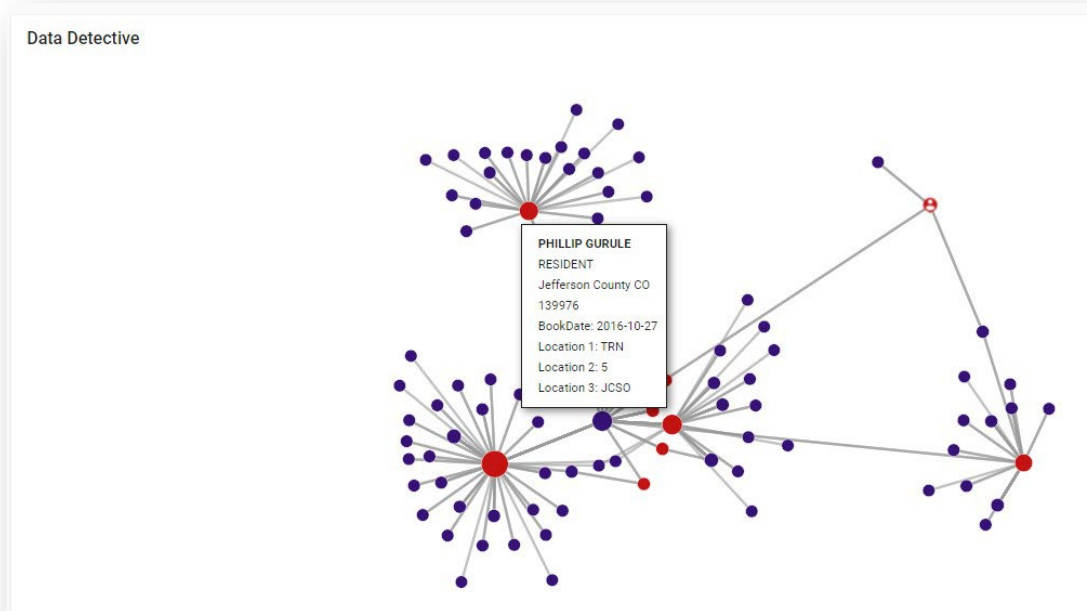 Data Detective
PHILLIP GURULE
RESIDENT
Jefferson County CO
139976
BookDate: 2016-10-27
Location 1: TRN
Location 2: 5
Location 3: JCSO